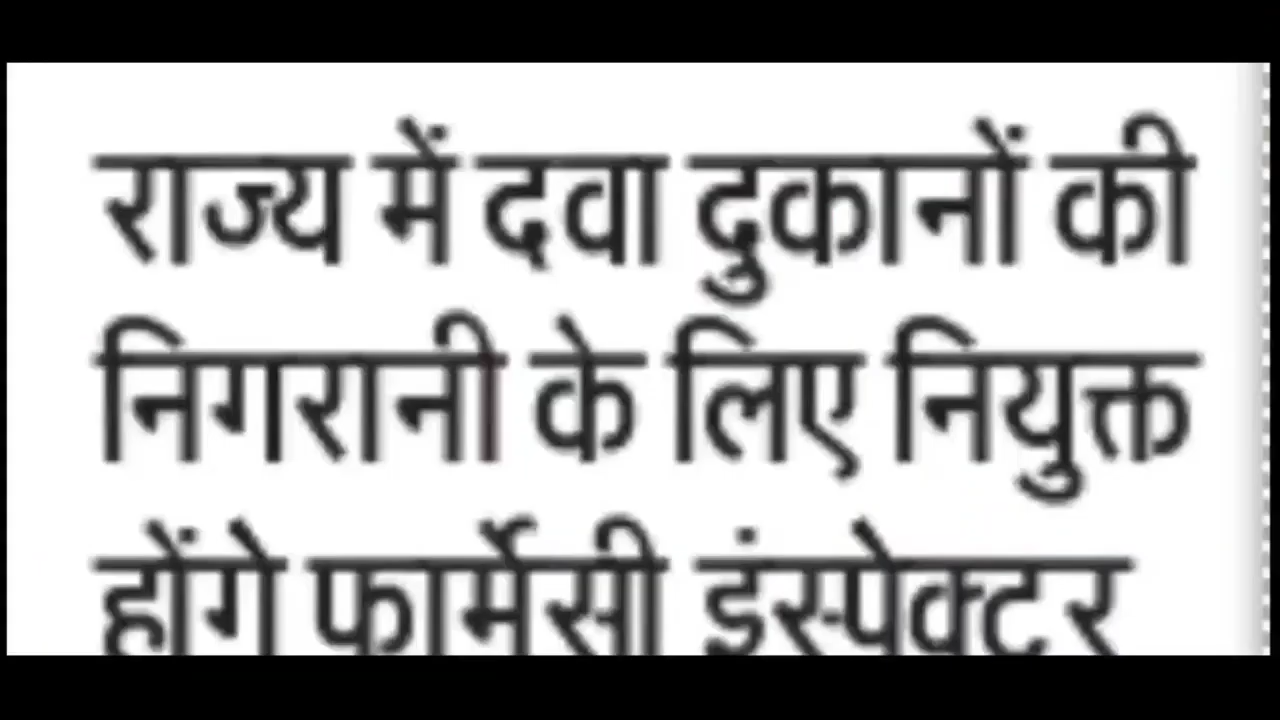 राज्य में दवा दुकानों की
निगरानी के लिए नियुक्त
होंगे फार्मेसी इंस्पेक्टर